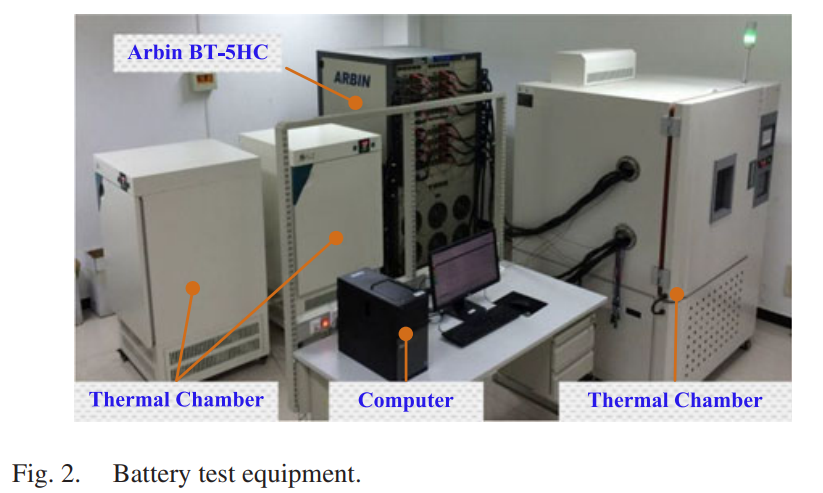 Arbin BT-5HC
ARBIN
Thermal Chamber
Computer
Thermal Chamber
Fig. 2. Battery test equipment.